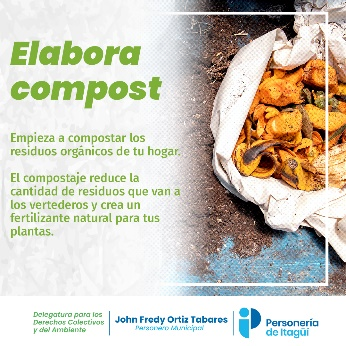 Elabora
compost
Empieza a compostar los
residuos orgánicos de tu hogar.
El compostaje reduce la
cantidad de residuos que van a
los vertederos y crea un
fertilizante natural para tus
plantas.
Delegatura para los
Derechos Colectivos
y del Ambiente
John Fredy Ortiz Tabares
Personero Municipal
Personería
de Itagüí